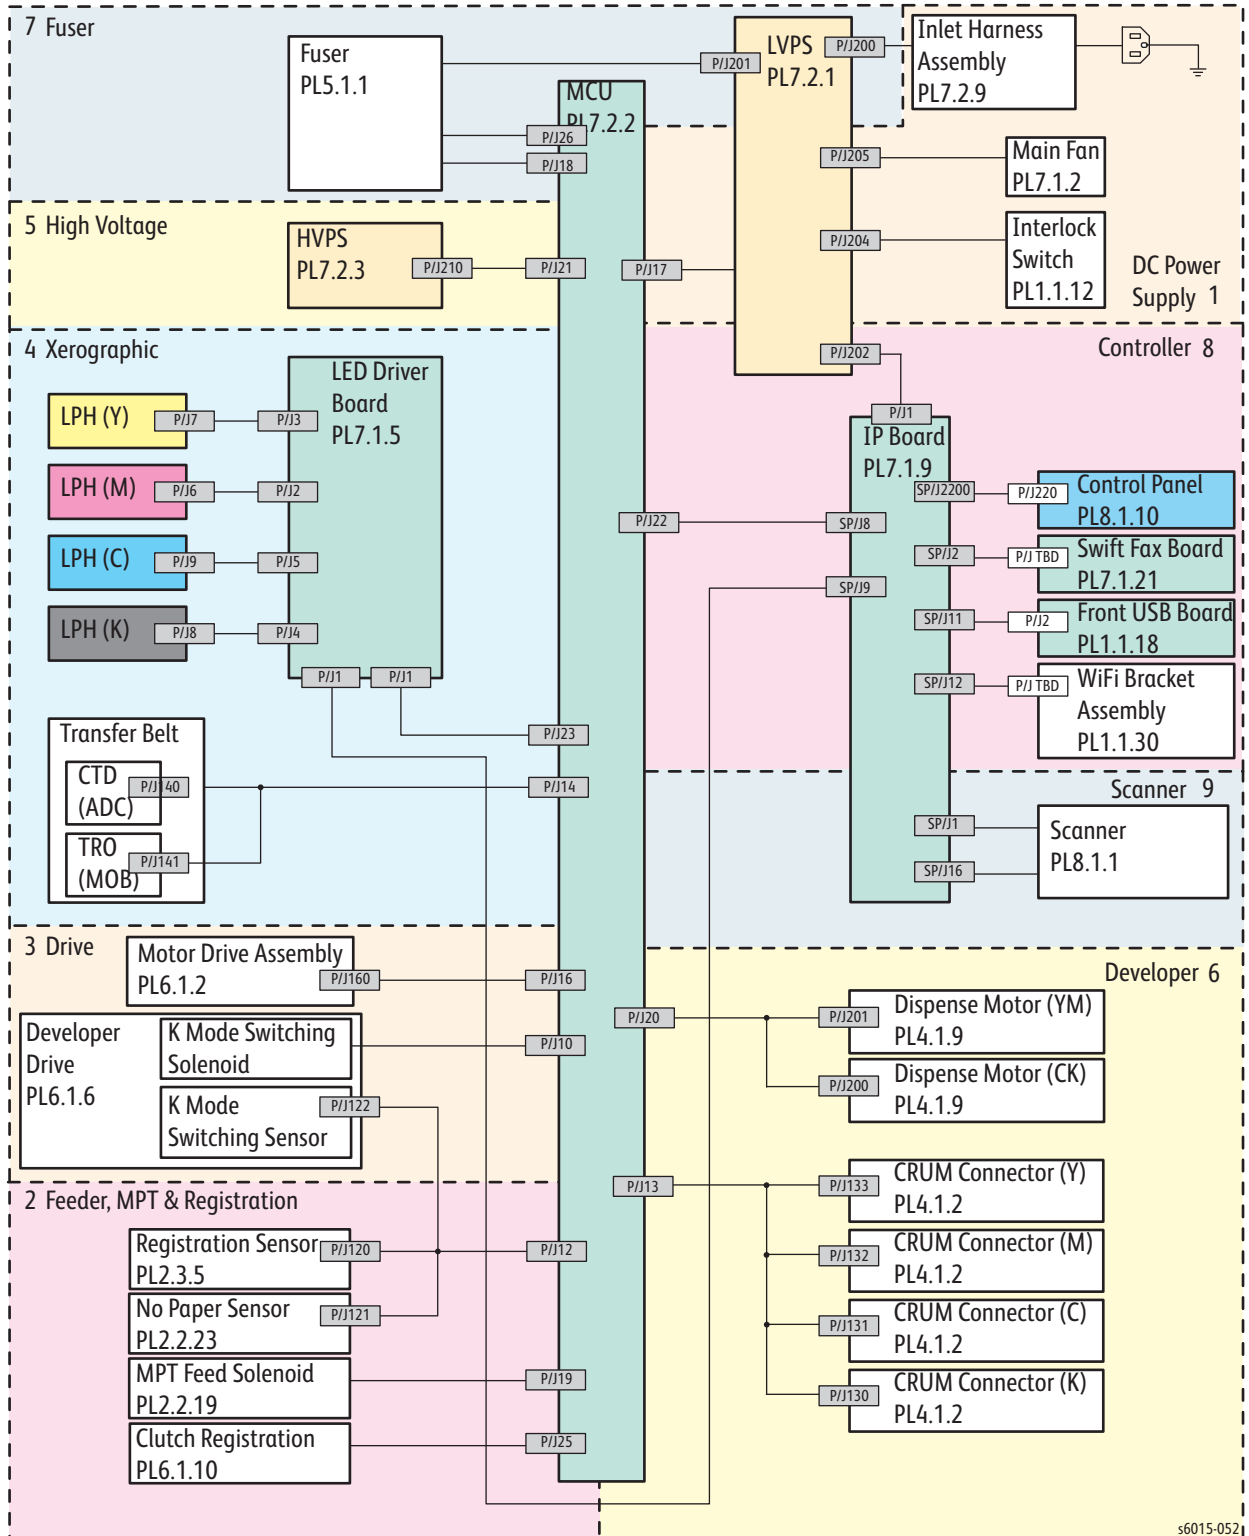 7 Fuser
Fuser
PL5.1.1
P/J201
LVPS
PL7.2.1
P/J200
Inlet Harness
Assembly
PL7.2.9
MCU
PL7.2.2
P/J26
P/J18
P/J205
Main Fan
PL7.1.2
P/J204
Interlock
Switch
PL1.1.12
DC Power
Supply 1
5 High Voltage
HVPS
PL7.2.3
P/J210
P/J21
P/J17
P/J202
4 Xerographic
LED Driver
Board
PL7.1.5
LPH (Y)
P/J7
P/J3
LPH (M)
P/J6
P/J2
LPH (C)
P/J9
P/J5
LPH (K)
P/J8
P/J4
P/J1
P/J1
P/J23
Transfer Belt
CTD
(ADC)
P/J140
P/J14
TRO
(MOB)
P/J141
Controller 8
P/J1
IP Board
PL7.1.9
P/J22
SP/J8
SP/J9
SP/J2200
P/J220
Control Panel
PL8.1.10
SP/J2
P/J TBD
Swift Fax Board
PL7.1.21
SP/J11
P/J2
Front USB Board
PL1.1.18
SP/J12
P/J TBD
WiFi Bracket
Assembly
PL1.1.30
Scanner 9
SP/J1
SP/J16
Scanner
PL8.1.1
3 Drive
Motor Drive Assembly
PL6.1.2
P/J160
P/J16
Developer
Drive
PL6.1.6
K Mode Switching
Solenoid
P/J10
K Mode
Switching Sensor
P/J122
Developer 6
P/J20
P/J201
Dispense Motor (YM)
PL4.1.9
P/J200
Dispense Motor (CK)
PL4.1.9
P/J13
P/J133
CRUM Connector (Y)
PL4.1.2
P/J132
CRUM Connector (M)
PL4.1.2
P/J131
CRUM Connector (C)
PL4.1.2
P/J130
CRUM Connector (K)
PL4.1.2
2 Feeder, MPT & Registration
Registration Sensor
PL2.3.5
P/J120
P/J12
No Paper Sensor
PL2.2.23
P/J121
MPT Feed Solenoid
PL2.2.19
P/J19
Clutch Registration
PL6.1.10
P/J25
s6015-052